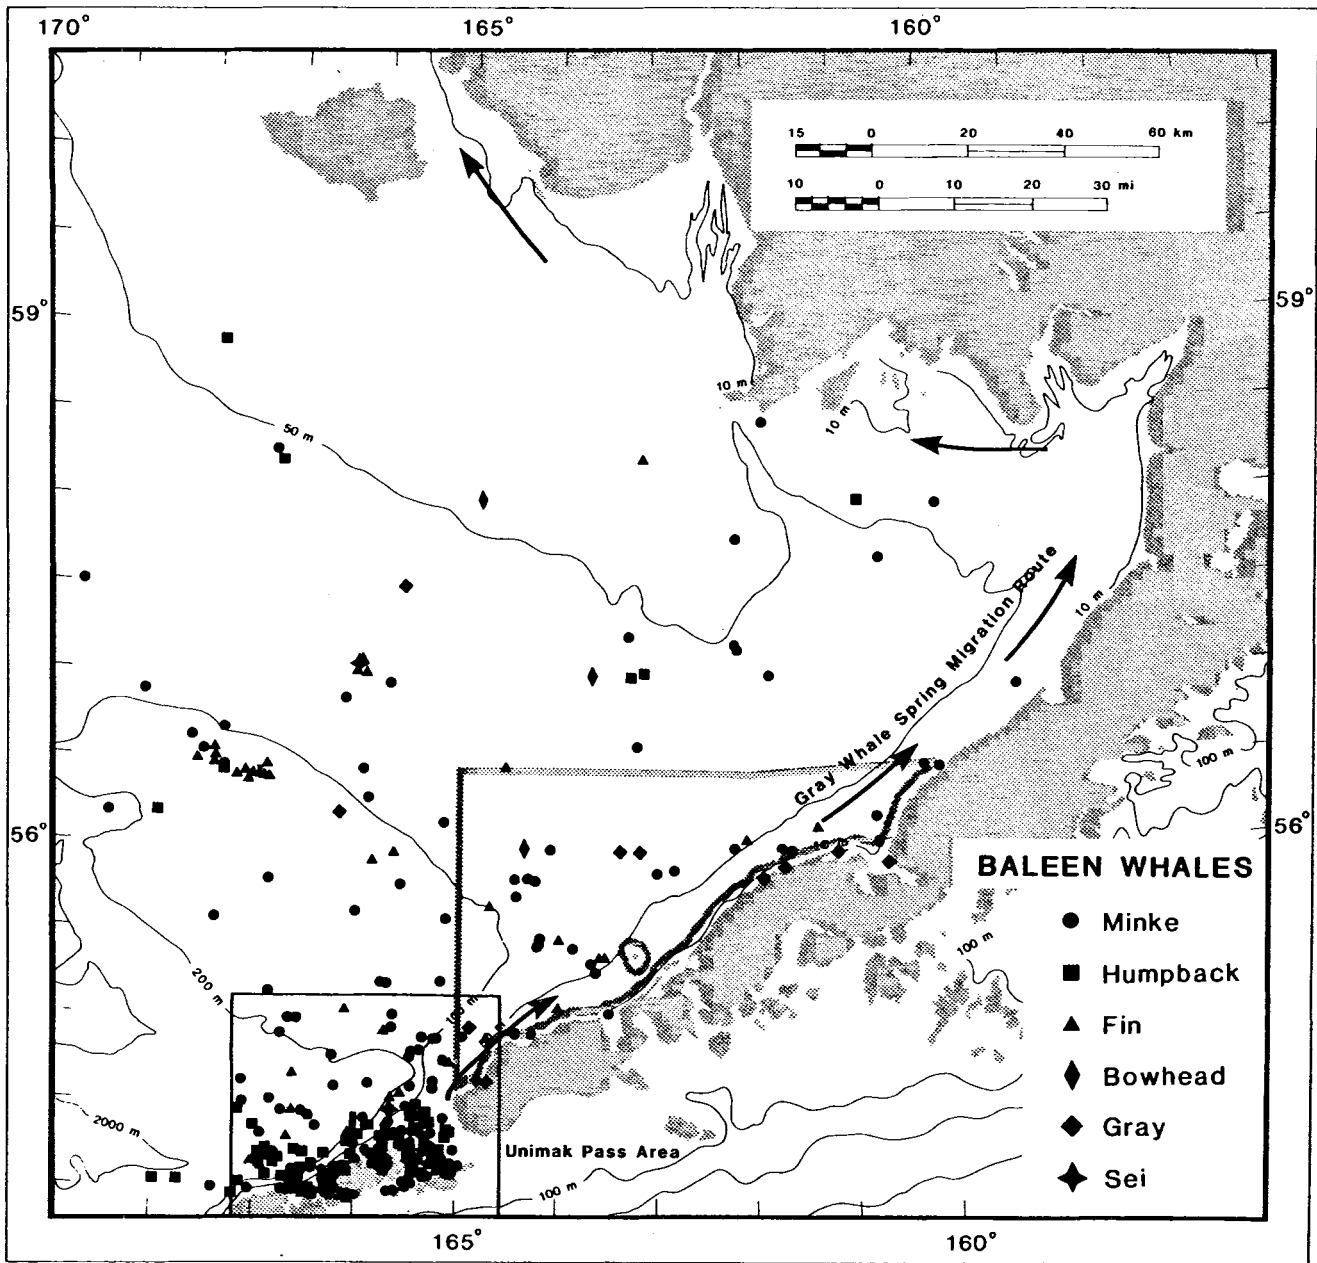 170° 165° 160°
15 0 20 40 60 km
10 0 10 20 30 mi
59° 59°
10 m
10 m
50 m
Gray Whale Spring Migration Route
10 m
100 m
56° 56°
BALEEN WHALES
Minke
Humpback
Fin
Bowhead
Gray
Sei
100 m
200 m
100 m
2000 m
Unimak Pass Area
100 m
165° 160°